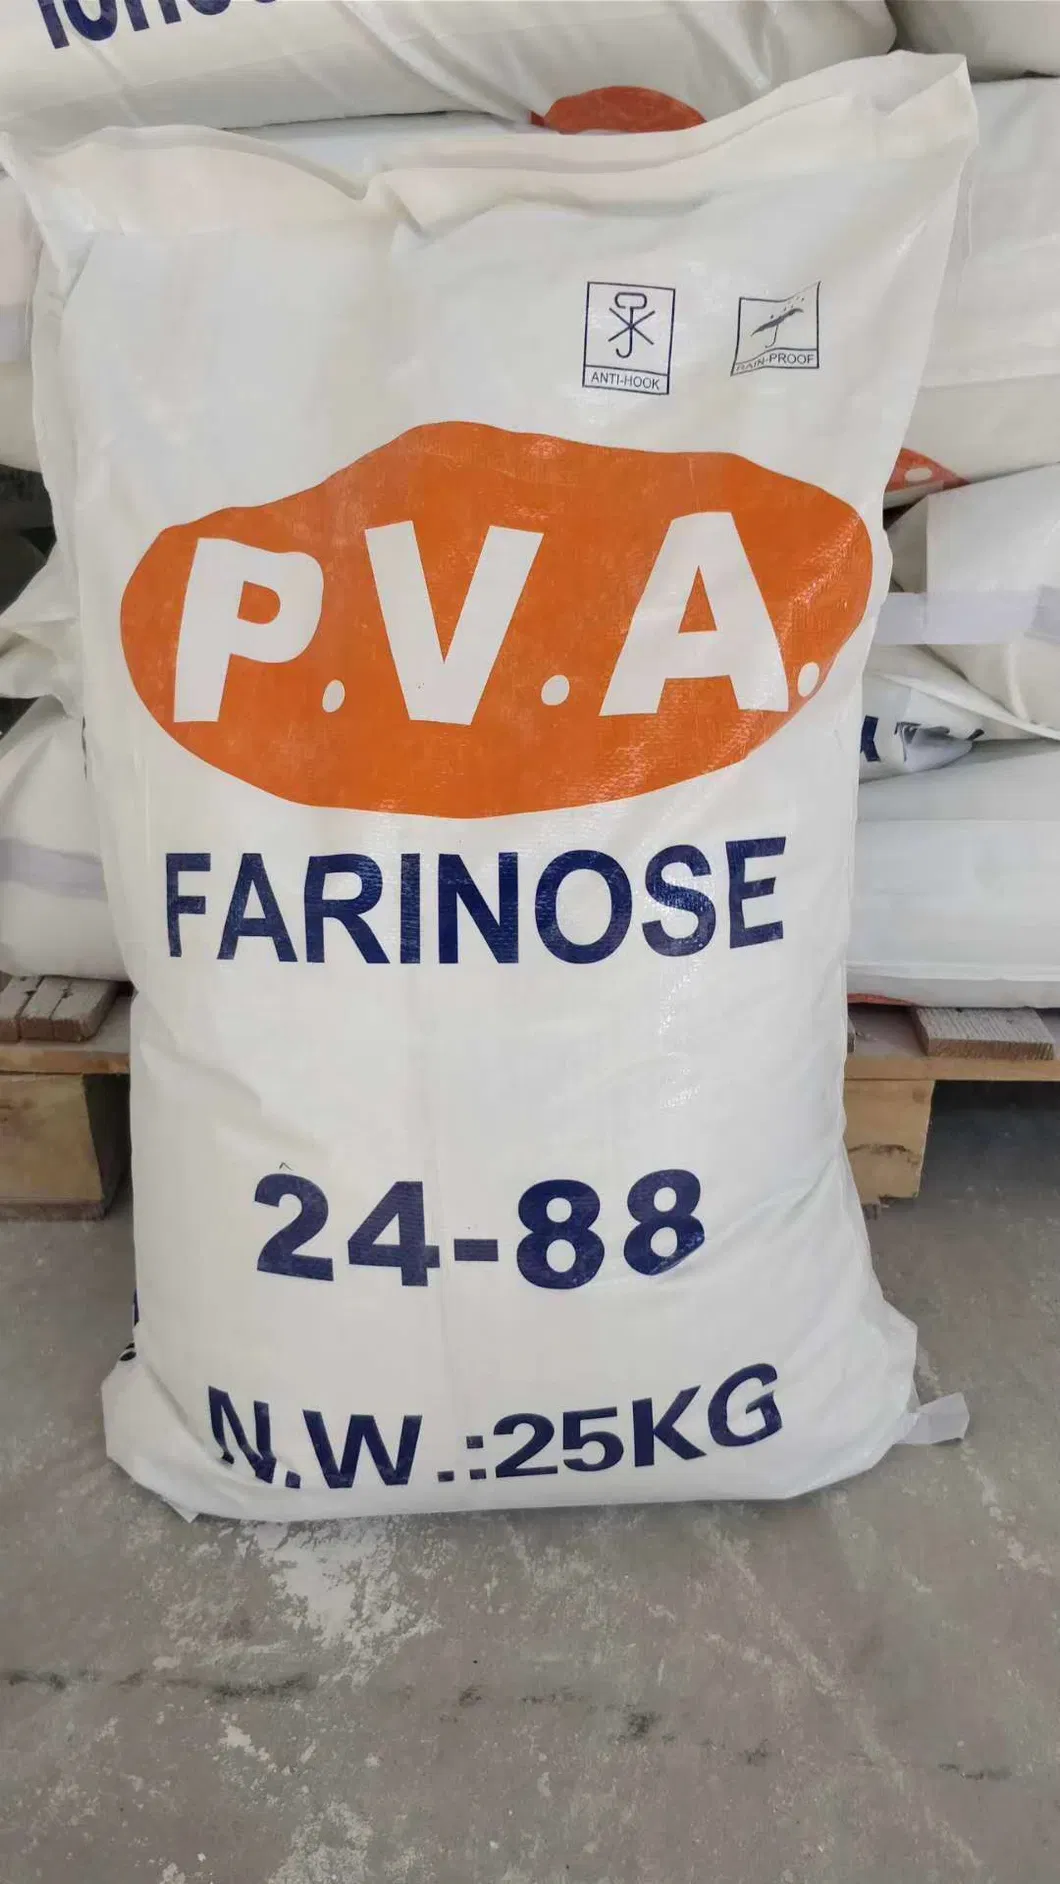 ANTI-HOOK
RAIN-PROOF
P.V.A.
FARINOSE
24-88
N.W.:25KG